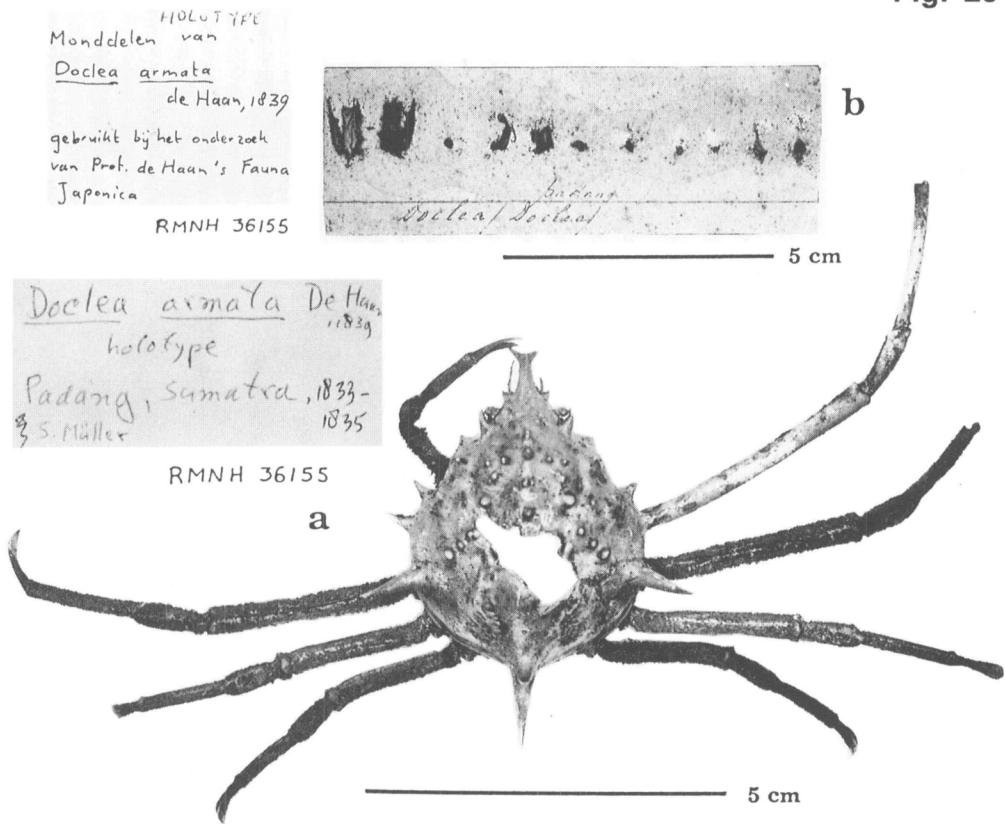 HOLOTYPE
Monddelen van
Doclea armata
de Haan, 1839
gebruikt bij het onderzoek
van Prof. de Haan's Fauna
Japonica
RMNH 36155
b
Doclea / Doclea /
5 cm
Doclea armata De Haan
1839
holotype
Padang, Sumatra, 1833-
1835
S. Müller
RMNH 36155
a
5 cm